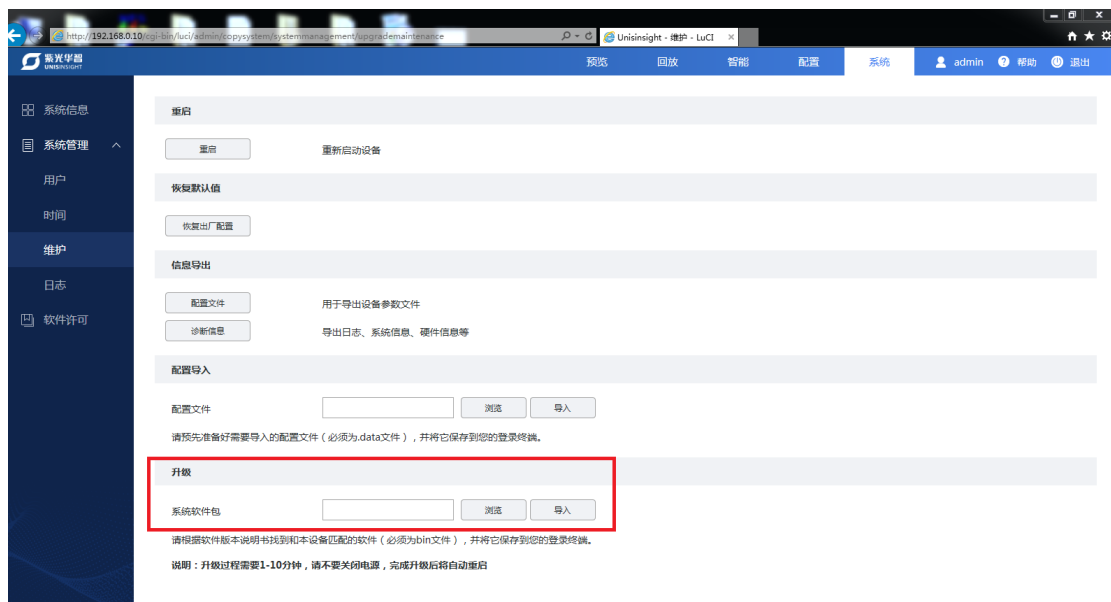 http://192.168.0.10/cgi-bin/luci/admin/copysystem/systemmanagement/upgrademaintenance
Unisinsight - 维护 - LuCI
紫光华智
UNISINSIGHT
预览 回放 智能 配置 系统 admin 帮助 退出
系统信息
系统管理
用户
时间
维护
日志
软件许可
重启
重启 重新启动设备
恢复默认值
恢复出厂配置
信息导出
配置文件 用于导出设备参数文件
诊断信息 导出日志、系统信息、硬件信息等
配置导入
配置文件 浏览 导入
请预先准备好需要导入的配置文件（必须为.data文件），并将它保存到您的登录终端。
升级
系统软件包 浏览 导入
请根据软件版本说明书找到和本设备匹配的软件（必须为bin文件），并将它保存到您的登录终端。
说明：升级过程需要1-10分钟，请不要关闭电源，完成升级后将自动重启